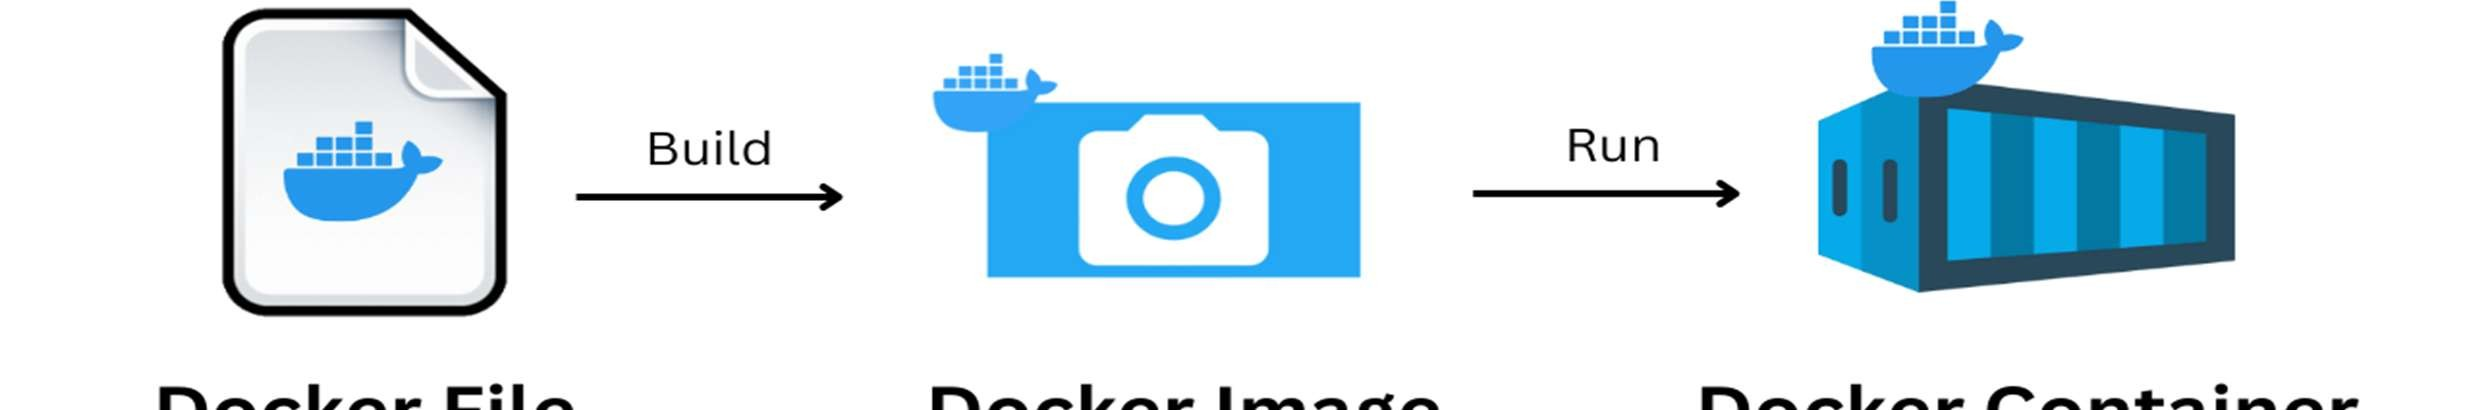 Build
Run
Docker File
Docker Image
Docker Container